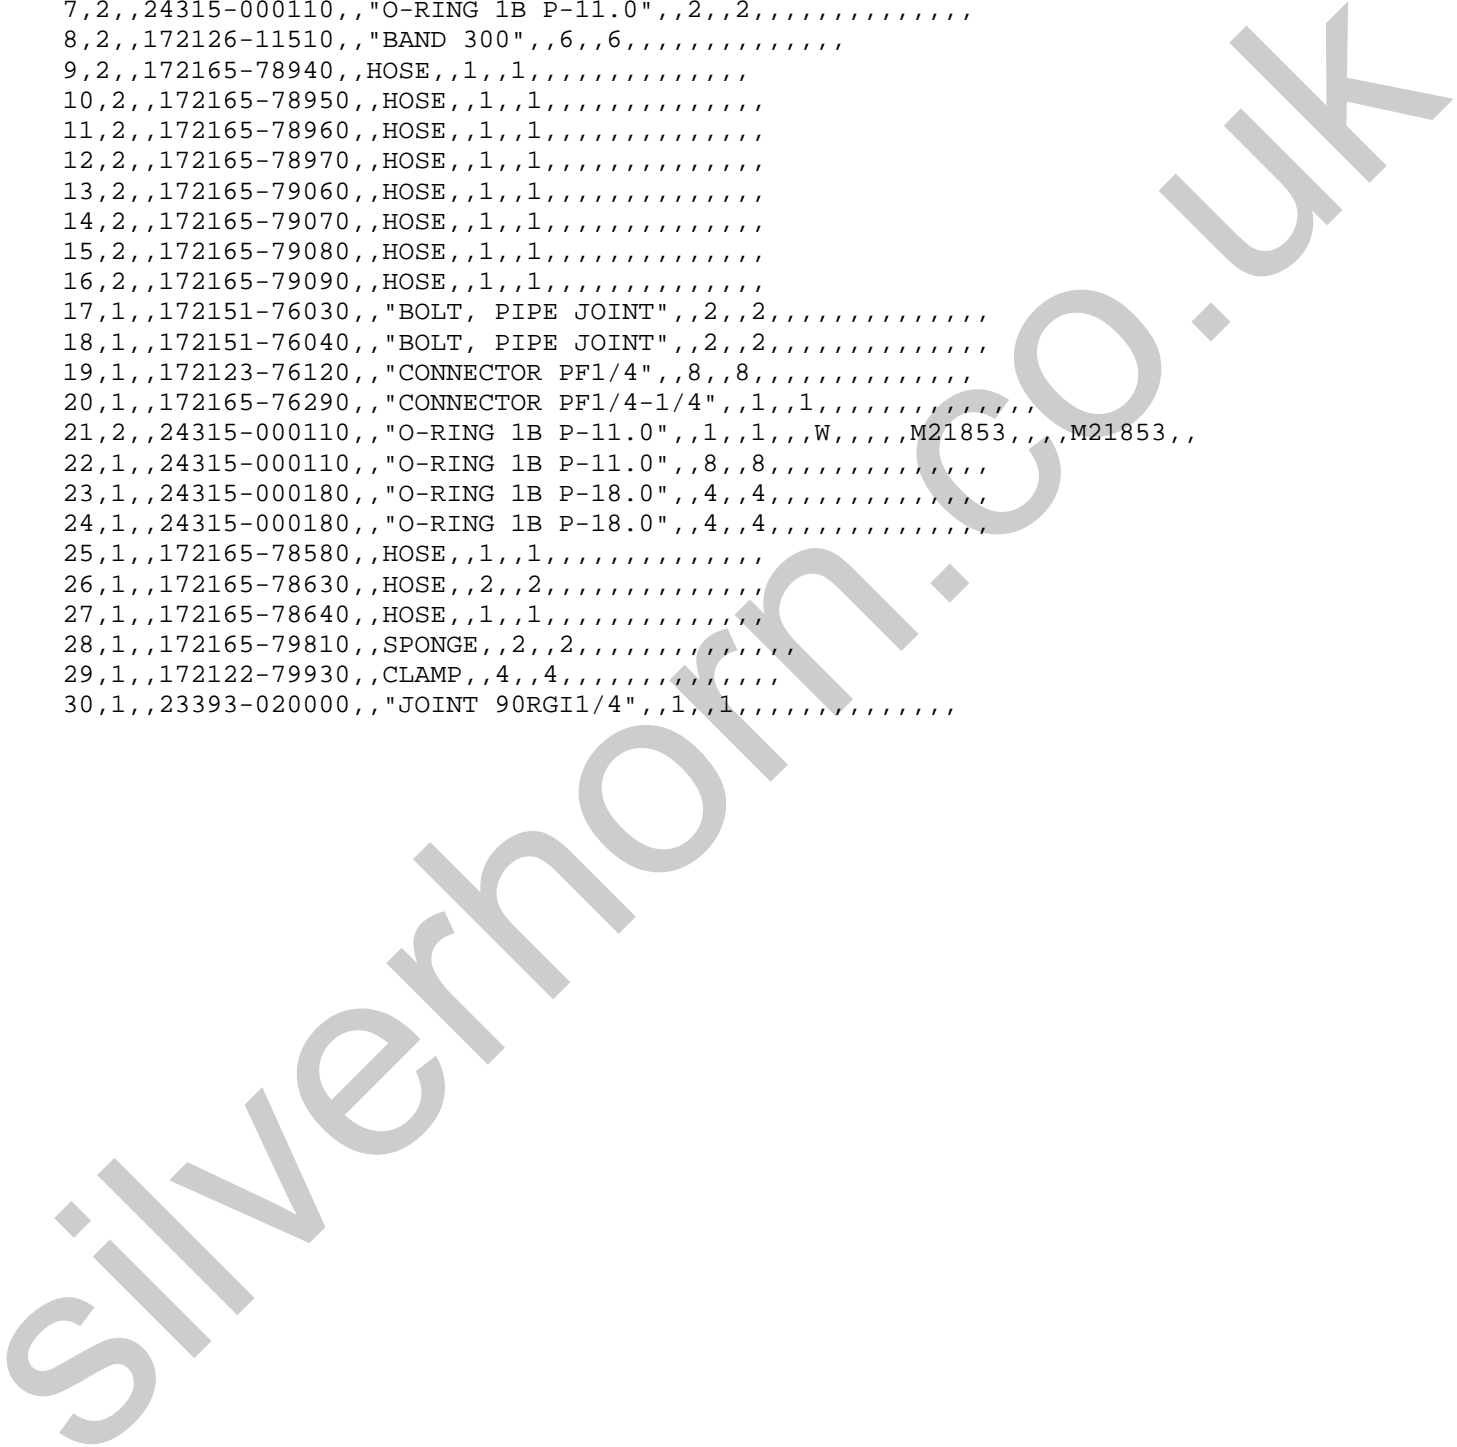 7,2,,24315-000110,,"O-RING 1B P-11.0",,2,,2,,,,,,,,,,,,,,
8,2,,172126-11510,,"BAND 300",,6,,6,,,,,,,,,,,,,,
9,2,,172165-78940,,HOSE,,1,,1,,,,,,,,,,,,,,
10,2,,172165-78950,,HOSE,,1,,1,,,,,,,,,,,,,,
11,2,,172165-78960,,HOSE,,1,,1,,,,,,,,,,,,,,
12,2,,172165-78970,,HOSE,,1,,1,,,,,,,,,,,,,,
13,2,,172165-79060,,HOSE,,1,,1,,,,,,,,,,,,,,
14,2,,172165-79070,,HOSE,,1,,1,,,,,,,,,,,,,,
15,2,,172165-79080,,HOSE,,1,,1,,,,,,,,,,,,,,
16,2,,172165-79090,,HOSE,,1,,1,,,,,,,,,,,,,,
17,1,,172151-76030,,"BOLT, PIPE JOINT",,2,,2,,,,,,,,,,,,,,
18,1,,172151-76040,,"BOLT, PIPE JOINT",,2,,2,,,,,,,,,,,,,,
19,1,,172123-76120,,"CONNECTOR PF1/4",,8,,8,,,,,,,,,,,,,,
20,1,,172165-76290,,"CONNECTOR PF1/4-1/4",,1,,1,,,,,,,,,,,,,,
21,2,,24315-000110,,"O-RING 1B P-11.0",,1,,1,,,W,,,,,M21853,,,,M21853,,
22,1,,24315-000110,,"O-RING 1B P-11.0",,8,,8,,,,,,,,,,,,,,
23,1,,24315-000180,,"O-RING 1B P-18.0",,4,,4,,,,,,,,,,,,,,
24,1,,24315-000180,,"O-RING 1B P-18.0",,4,,4,,,,,,,,,,,,,,
25,1,,172165-78580,,HOSE,,1,,1,,,,,,,,,,,,,,
26,1,,172165-78630,,HOSE,,2,,2,,,,,,,,,,,,,,
27,1,,172165-78640,,HOSE,,1,,1,,,,,,,,,,,,,,
28,1,,172165-79810,,SPONGE,,2,,2,,,,,,,,,,,,,,
29,1,,172122-79930,,CLAMP,,4,,4,,,,,,,,,,,,,,
30,1,,23393-020000,,"JOINT 90RGI1/4",,1,,1,,,,,,,,,,,,,,
silverhorn.co.uk